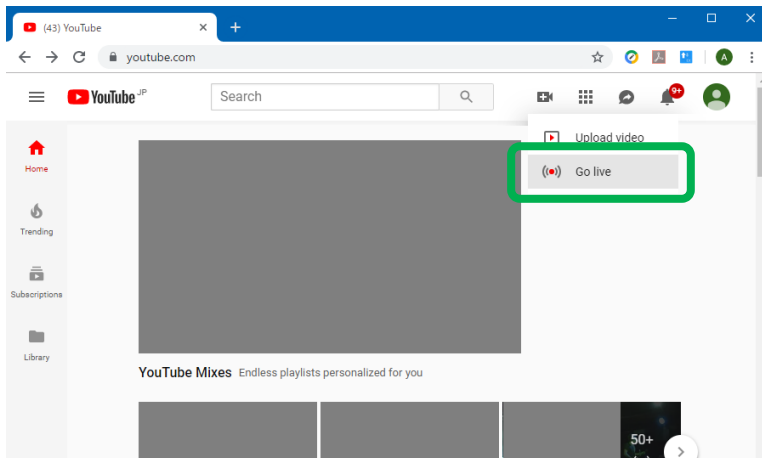 (43) YouTube
youtube.com
A
YouTube JP
Search
9+
Upload video
Go live
Home
Trending
Subscriptions
Library
YouTube Mixes Endless playlists personalized for you
50+